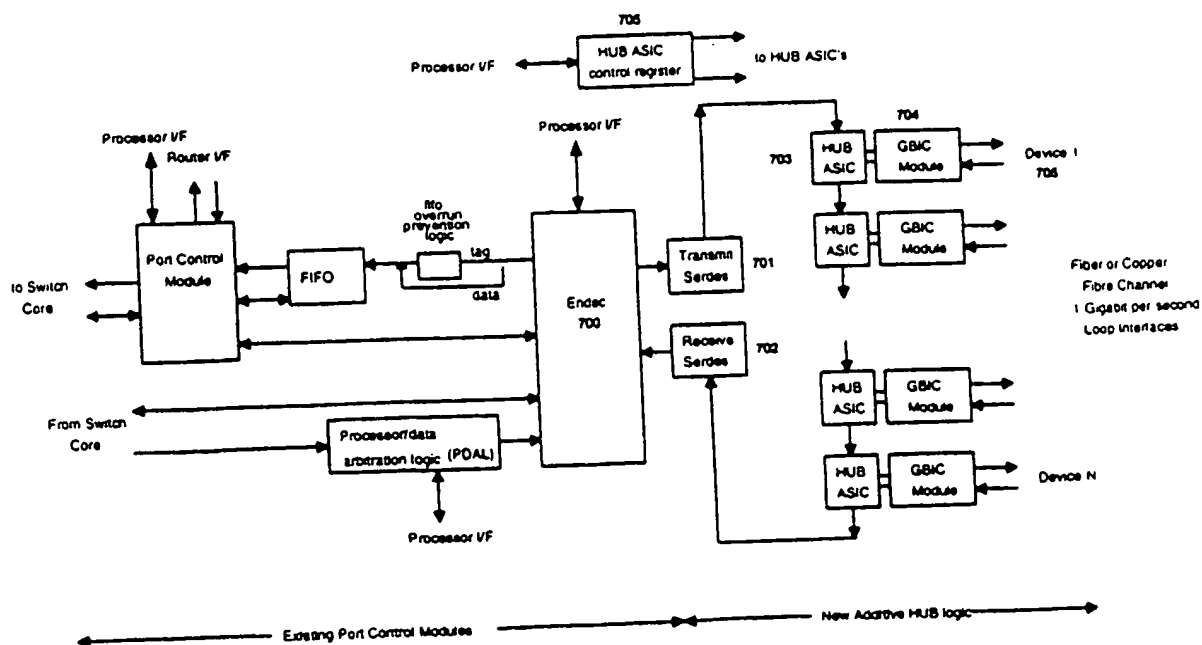 705
HUB ASIC
control register
Processor I/F
to HUB ASIC's
Processor I/F
Router I/F
Processor I/F
703
HUB
ASIC
704
GBIC
Module
Device 1
705
HUB
ASIC
GBIC
Module
fifo
overrun
prevention
logic
tag
data
Port Control
Module
FIFO
to Switch
Core
Endec
700
Transmit
Serdes
701
Receive
Serdes
702
Fiber or Copper
Fibre Channel
1 Gigabit per second
Loop Interfaces
HUB
ASIC
GBIC
Module
From Switch
Core
Processor/data
arbitration logic (PDAL)
Processor I/F
HUB
ASIC
GBIC
Module
Device N
Existing Port Control Modules
New Additive HUB logic